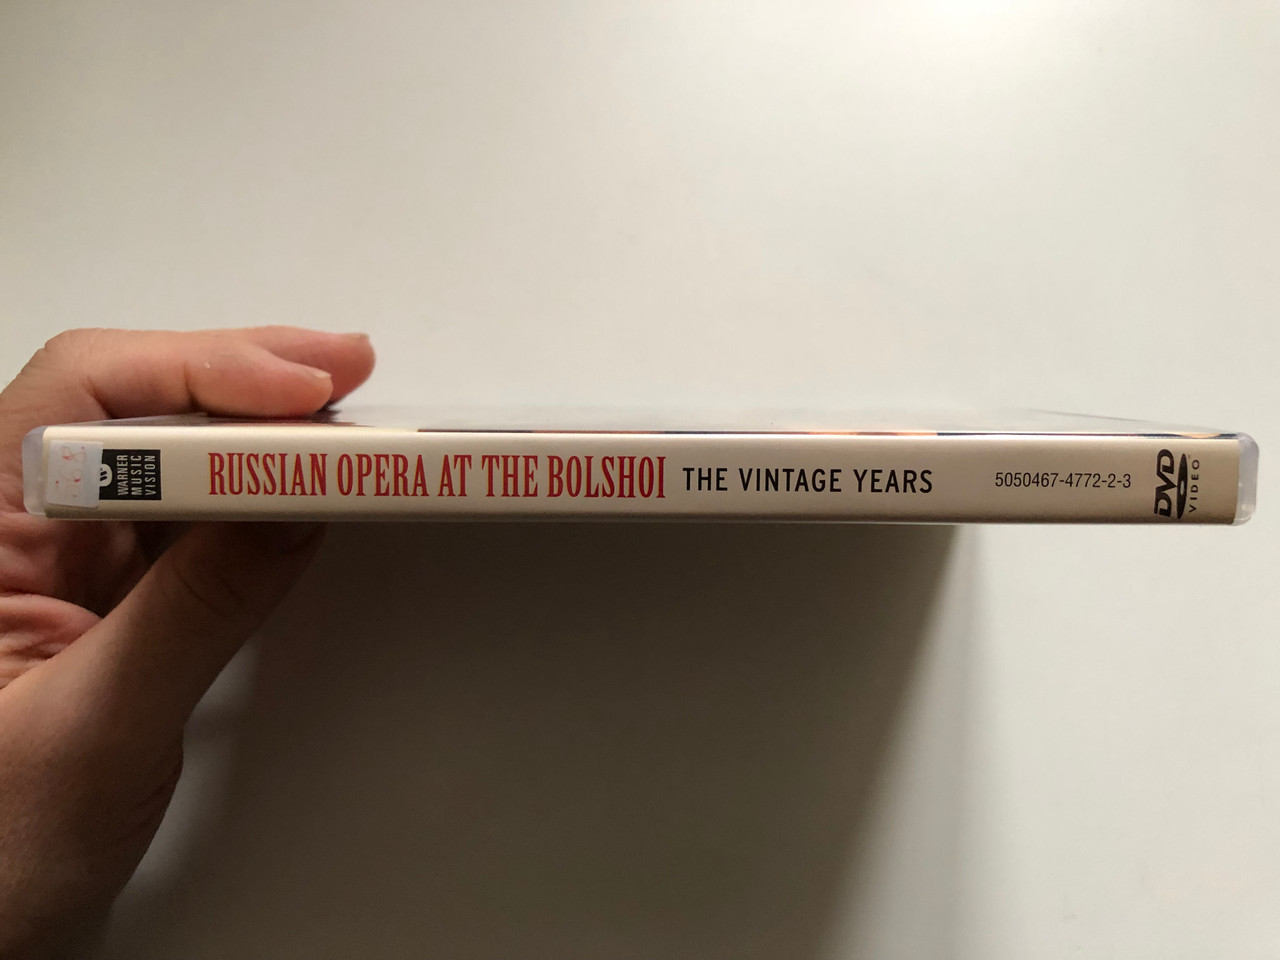 WARNER
MUSIC
VISION
RUSSIAN OPERA AT THE BOLSHOI THE VINTAGE YEARS
5050467-4772-2-3
DVD
VIDEO